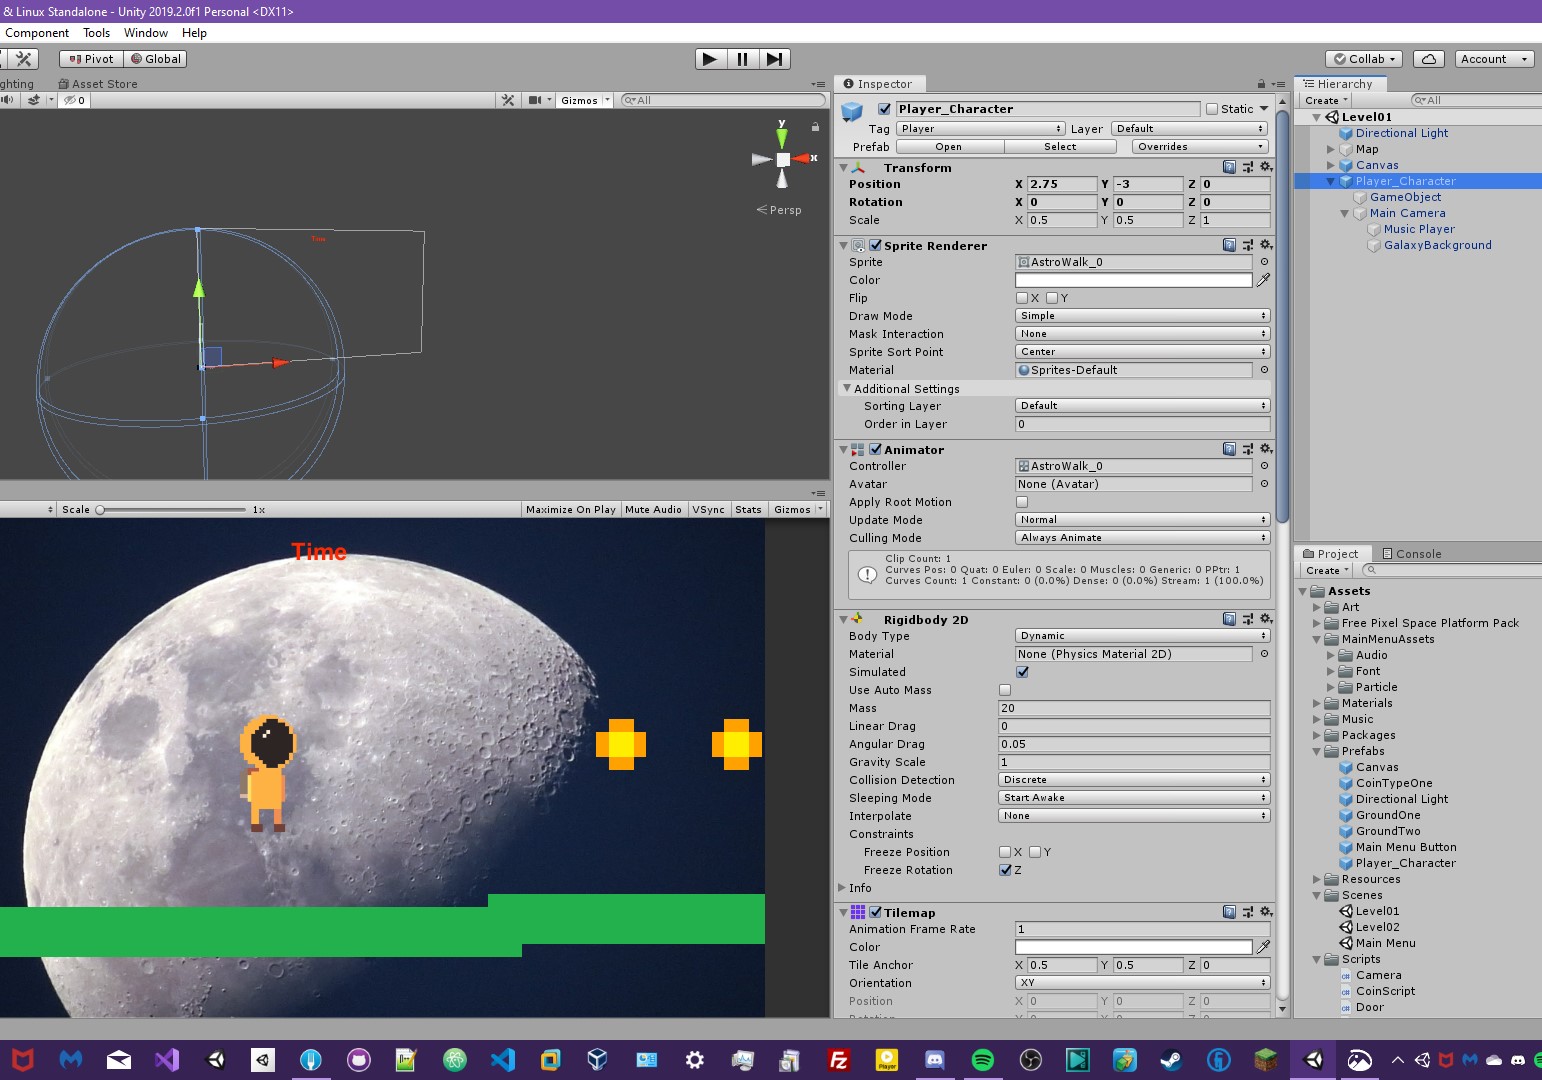 & Linux Standalone - Unity 2019.2.0f1 Personal <DX11>
Component Tools Window Help
Pivot Global
Collab Account
ghting Asset Store
0 Gizmos All
y
x
Persp
Time
Scale 1x Maximize On Play Mute Audio VSync Stats Gizmos
Time
Inspector
Player_Character Static
Tag Player Layer Default
Prefab Open Select Overrides
Transform
Position X 2.75 Y -3 Z 0
Rotation X 0 Y 0 Z 0
Scale X 0.5 Y 0.5 Z 1
Sprite Renderer
Sprite AstroWalk_0
Color
Flip X Y
Draw Mode Simple
Mask Interaction None
Sprite Sort Point Center
Material Sprites-Default
Additional Settings
Sorting Layer Default
Order in Layer 0
Animator
Controller AstroWalk_0
Avatar None (Avatar)
Apply Root Motion
Update Mode Normal
Culling Mode Always Animate
Clip Count: 1
Curves Pos: 0 Quat: 0 Euler: 0 Scale: 0 Muscles: 0 Generic: 0 PPtr: 1
Curves Count: 1 Constant: 0 (0.0%) Dense: 0 (0.0%) Stream: 1 (100.0%)
Rigidbody 2D
Body Type Dynamic
Material None (Physics Material 2D)
Simulated
Use Auto Mass
Mass 20
Linear Drag 0
Angular Drag 0.05
Gravity Scale 1
Collision Detection Discrete
Sleeping Mode Start Awake
Interpolate None
Constraints
Freeze Position X Y
Freeze Rotation Z
Info
Tilemap
Animation Frame Rate 1
Color
Tile Anchor X 0.5 Y 0.5 Z 0
Orientation XY
Position X 0 Y 0 Z 0
Hierarchy
Create All
Level01
Directional Light
Map
Canvas
Player_Character
GameObject
Main Camera
Music Player
GalaxyBackground
Project Console
Create
Assets
Art
Free Pixel Space Platform Pack
MainMenuAssets
Audio
Font
Particle
Materials
Music
Packages
Prefabs
Canvas
CoinTypeOne
Directional Light
GroundOne
GroundTwo
Main Menu Button
Player_Character
Resources
Scenes
Level01
Level02
Main Menu
Scripts
Camera
CoinScript
Door
Player